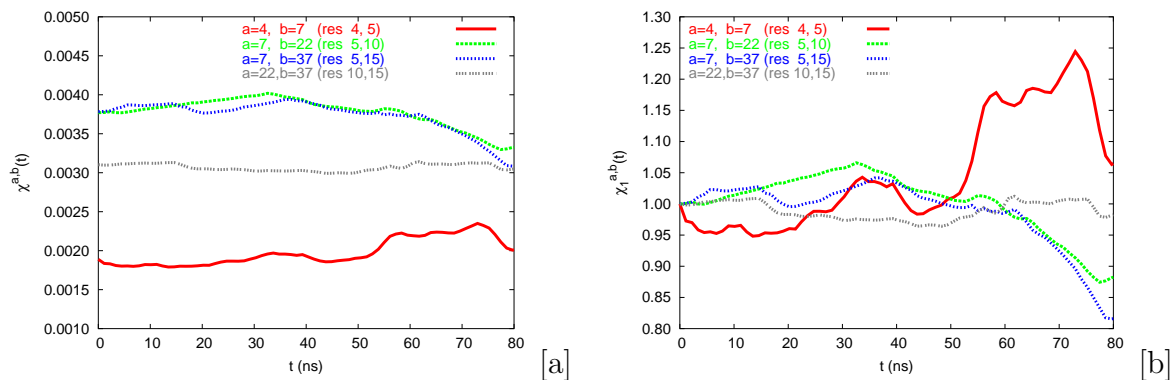 0.0050
0.0045
0.0040
0.0035
0.0030
0.0025
0.0020
0.0015
0.0010
χ^{a,b}(t)
a=4, b=7 (res 4, 5)
a=7, b=22 (res 5,10)
a=7, b=37 (res 5,15)
a=22,b=37 (res 10,15)
0 10 20 30 40 50 60 70 80
t (ns)
[a]
1.30
1.25
1.20
1.15
1.10
1.05
1.00
0.95
0.90
0.85
0.80
χ_1^{a,b}(t)
a=4, b=7 (res 4, 5)
a=7, b=22 (res 5,10)
a=7, b=37 (res 5,15)
a=22,b=37 (res 10,15)
0 10 20 30 40 50 60 70 80
t (ns)
[b]